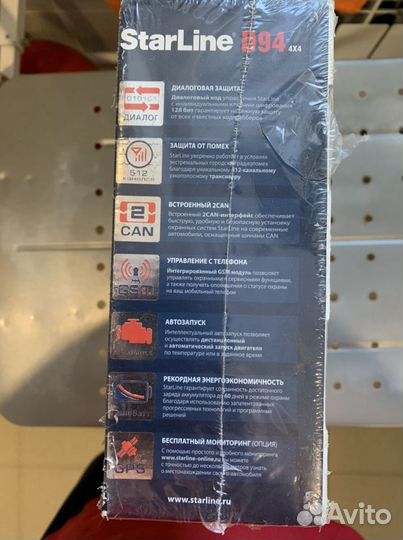 StarLine D94 4X4
ДИАЛОГОВАЯ ЗАЩИТА
Диалоговый код управления StarLine
с индивидуальными ключами шифрования
128 бит гарантирует надежную защиту
от всех известных кодграбберов
ДИАЛОГ
ЗАЩИТА ОТ ПОМЕХ
StarLine уверенно работает в условиях
экстремальных городских радиопомех
благодаря уникальному 512-канальному
узкополосному трансиверу
512
каналов
ВСТРОЕННЫЙ 2CAN
Встроенный 2CAN-интерфейс обеспечивает
быструю, удобную и безопасную установку
охранных систем StarLine на современные
автомобили, оснащенные шинами CAN
2
CAN
УПРАВЛЕНИЕ С ТЕЛЕФОНА
Интегрированный GSM модуль позволяет
управлять охранными и сервисными функциями,
а также получать оповещения о статусе охраны
на ваш мобильный телефон
GSM
АВТОЗАПУСК
Интеллектуальный автозапуск позволяет
осуществлять дистанционный
и автоматический запуск двигателя
по температуре или в заданное время
РЕКОРДНАЯ ЭНЕРГОЭКОНОМИЧНОСТЬ
StarLine гарантирует сохранность достаточного
заряда аккумулятора до 60 дней в режиме охраны
благодаря использованию запатентованных
прогрессивных технологий и программных
решений
БЕСПЛАТНЫЙ МОНИТОРИНГ (ОПЦИЯ)
С помощью простого и удобного мониторинга
www.starline-online.ru вы можете
с точностью до нескольких метров узнать
о местонахождении своего автомобиля
GPS
www.starline.ru
Avito